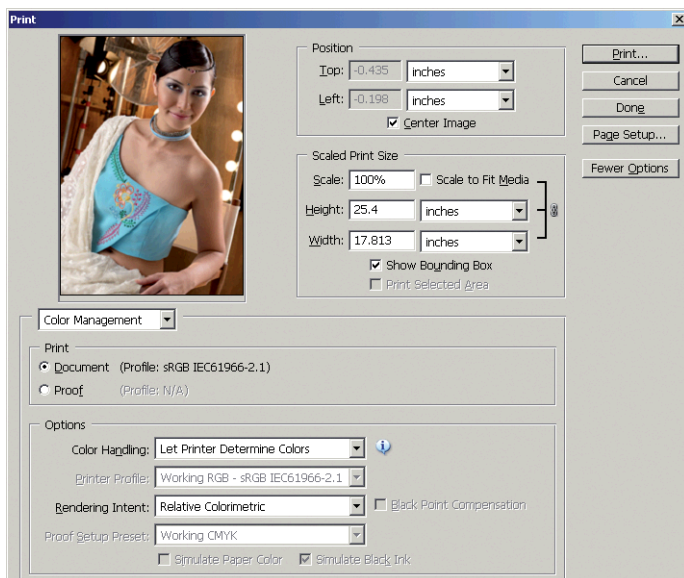 Print
Position
Top: -0.435 inches
Left: -0.198 inches
Center Image
Print...
Cancel
Done
Page Setup...
Fewer Options
Scaled Print Size
Scale: 100% Scale to Fit Media
Height: 25.4 inches
Width: 17.813 inches
Show Bounding Box
Print Selected Area
Color Management
Print
Document (Profile: sRGB IEC61966-2.1)
Proof (Profile: N/A)
Options
Color Handling: Let Printer Determine Colors
Printer Profile: Working RGB - sRGB IEC61966-2.1
Rendering Intent: Relative Colorimetric Black Point Compensation
Proof Setup Preset: Working CMYK
Simulate Paper Color Simulate Black Ink